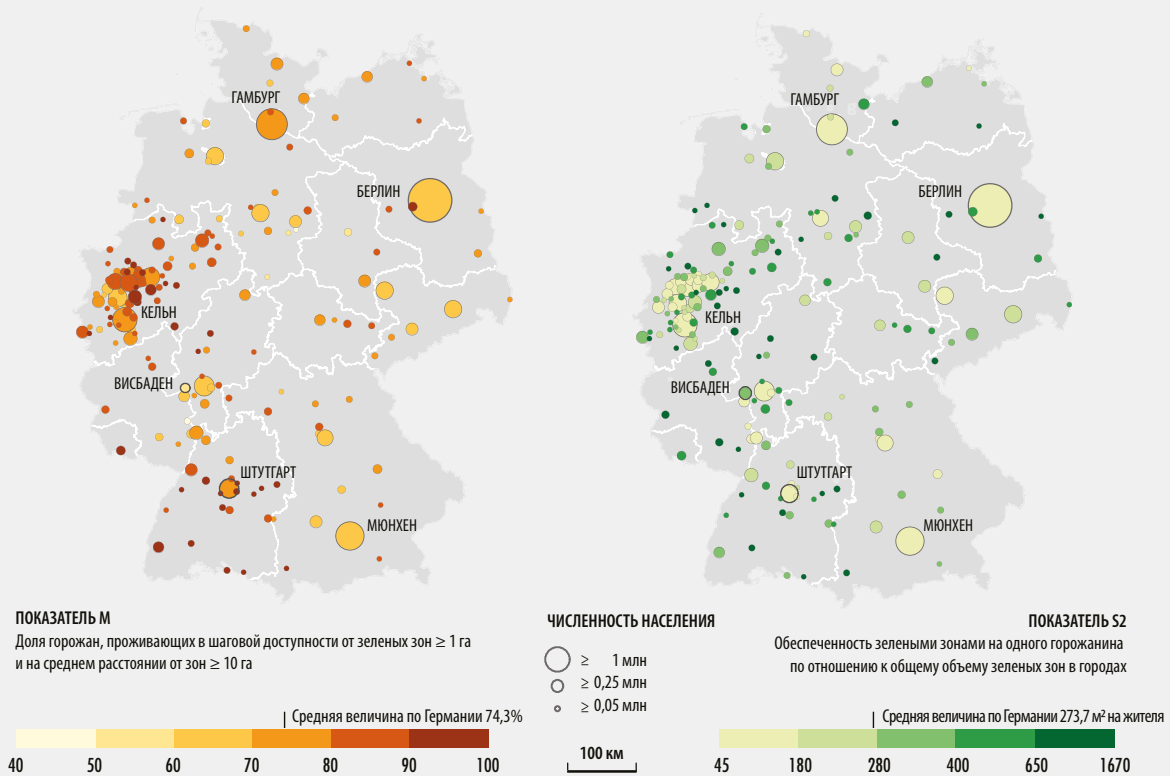 ГАМБУРГ
БЕРЛИН
КЕЛЬН
ВИСБАДЕН
ШТУТГАРТ
МЮНХЕН
ГАМБУРГ
БЕРЛИН
КЕЛЬН
ВИСБАДЕН
ШТУТГАРТ
МЮНХЕН
ПОКАЗАТЕЛЬ М
Доля горожан, проживающих в шаговой доступности от зеленых зон ≥ 1 га
и на среднем расстоянии от зон ≥ 10 га
Средняя величина по Германии 74,3%
40 50 60 70 80 90 100
ЧИСЛЕННОСТЬ НАСЕЛЕНИЯ
≥ 1 млн
≥ 0,25 млн
≥ 0,05 млн
100 км
ПОКАЗАТЕЛЬ S2
Обеспеченность зелеными зонами на одного горожанина
по отношению к общему объему зеленых зон в городах
Средняя величина по Германии 273,7 м² на жителя
45 180 280 400 650 1670